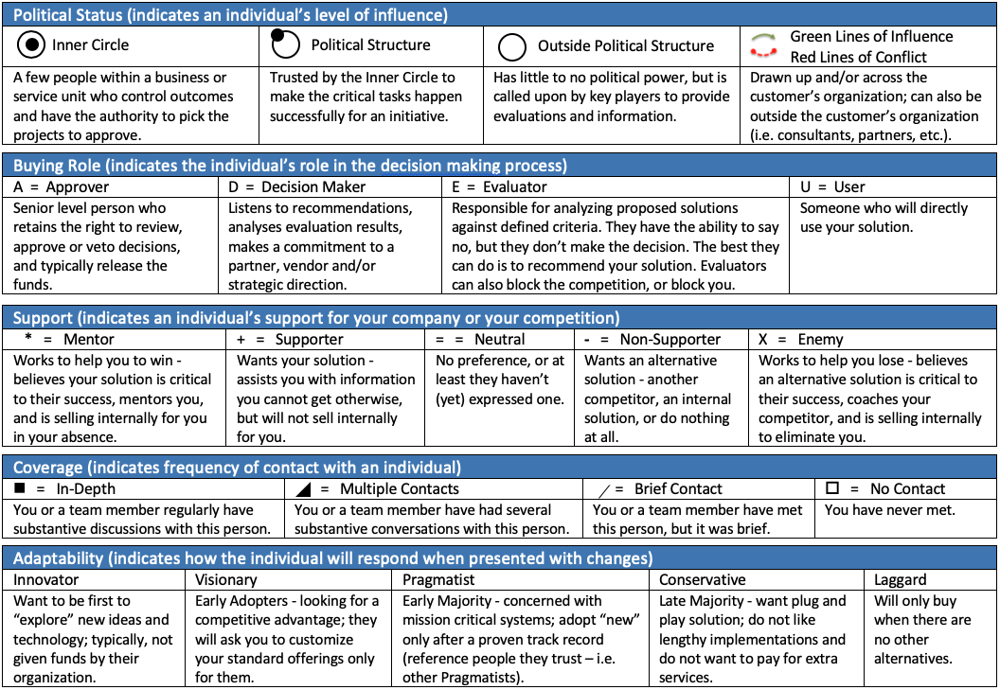 Political Status (indicates an individual's level of influence)
Inner Circle
Political Structure
Outside Political Structure
Green Lines of Influence
Red Lines of Conflict
A few people within a business or
service unit who control outcomes
and have the authority to pick the
projects to approve.
Trusted by the Inner Circle to
make the critical tasks happen
successfully for an initiative.
Has little to no political power, but is
called upon by key players to provide
evaluations and information.
Drawn up and/or across the
customer's organization; can also be
outside the customer's organization
(i.e. consultants, partners, etc.).
Buying Role (indicates the individual's role in the decision making process)
A = Approver
D = Decision Maker
E = Evaluator
U = User
Senior level person who
retains the right to review,
approve or veto decisions,
and typically release the
funds.
Listens to recommendations,
analyses evaluation results,
makes a commitment to a
partner, vendor and/or
strategic direction.
Responsible for analyzing proposed solutions
against defined criteria. They have the ability to say
no, but they don't make the decision. The best they
can do is to recommend your solution. Evaluators
can also block the competition, or block you.
Someone who will directly
use your solution.
Support (indicates an individual's support for your company or your competition)
* = Mentor
+ = Supporter
= = Neutral
- = Non-Supporter
X = Enemy
Works to help you to win -
believes your solution is critical
to their success, mentors you,
and is selling internally for you
in your absence.
Wants your solution -
assists you with information
you cannot get otherwise,
but will not sell internally
for you.
No preference, or at
least they haven't
(yet) expressed one.
Wants an alternative
solution - another
competitor, an internal
solution, or do nothing
at all.
Works to help you lose - believes
an alternative solution is critical to
their success, coaches your
competitor, and is selling internally
to eliminate you.
Coverage (indicates frequency of contact with an individual)
■ = In-Depth
◢ = Multiple Contacts
∕ = Brief Contact
□ = No Contact
You or a team member regularly have
substantive discussions with this person.
You or a team member have had several
substantive conversations with this person.
You or a team member have met
this person, but it was brief.
You have never met.
Adaptability (indicates how the individual will respond when presented with changes)
Innovator
Visionary
Pragmatist
Conservative
Laggard
Want to be first to
“explore” new ideas and
technology; typically, not
given funds by their
organization.
Early Adopters - looking for a
competitive advantage; they
will ask you to customize
your standard offerings only
for them.
Early Majority - concerned with
mission critical systems; adopt “new”
only after a proven track record
(reference people they trust – i.e.
other Pragmatists).
Late Majority - want plug and
play solution; do not like
lengthy implementations and
do not want to pay for extra
services.
Will only buy
when there are
no other
alternatives.